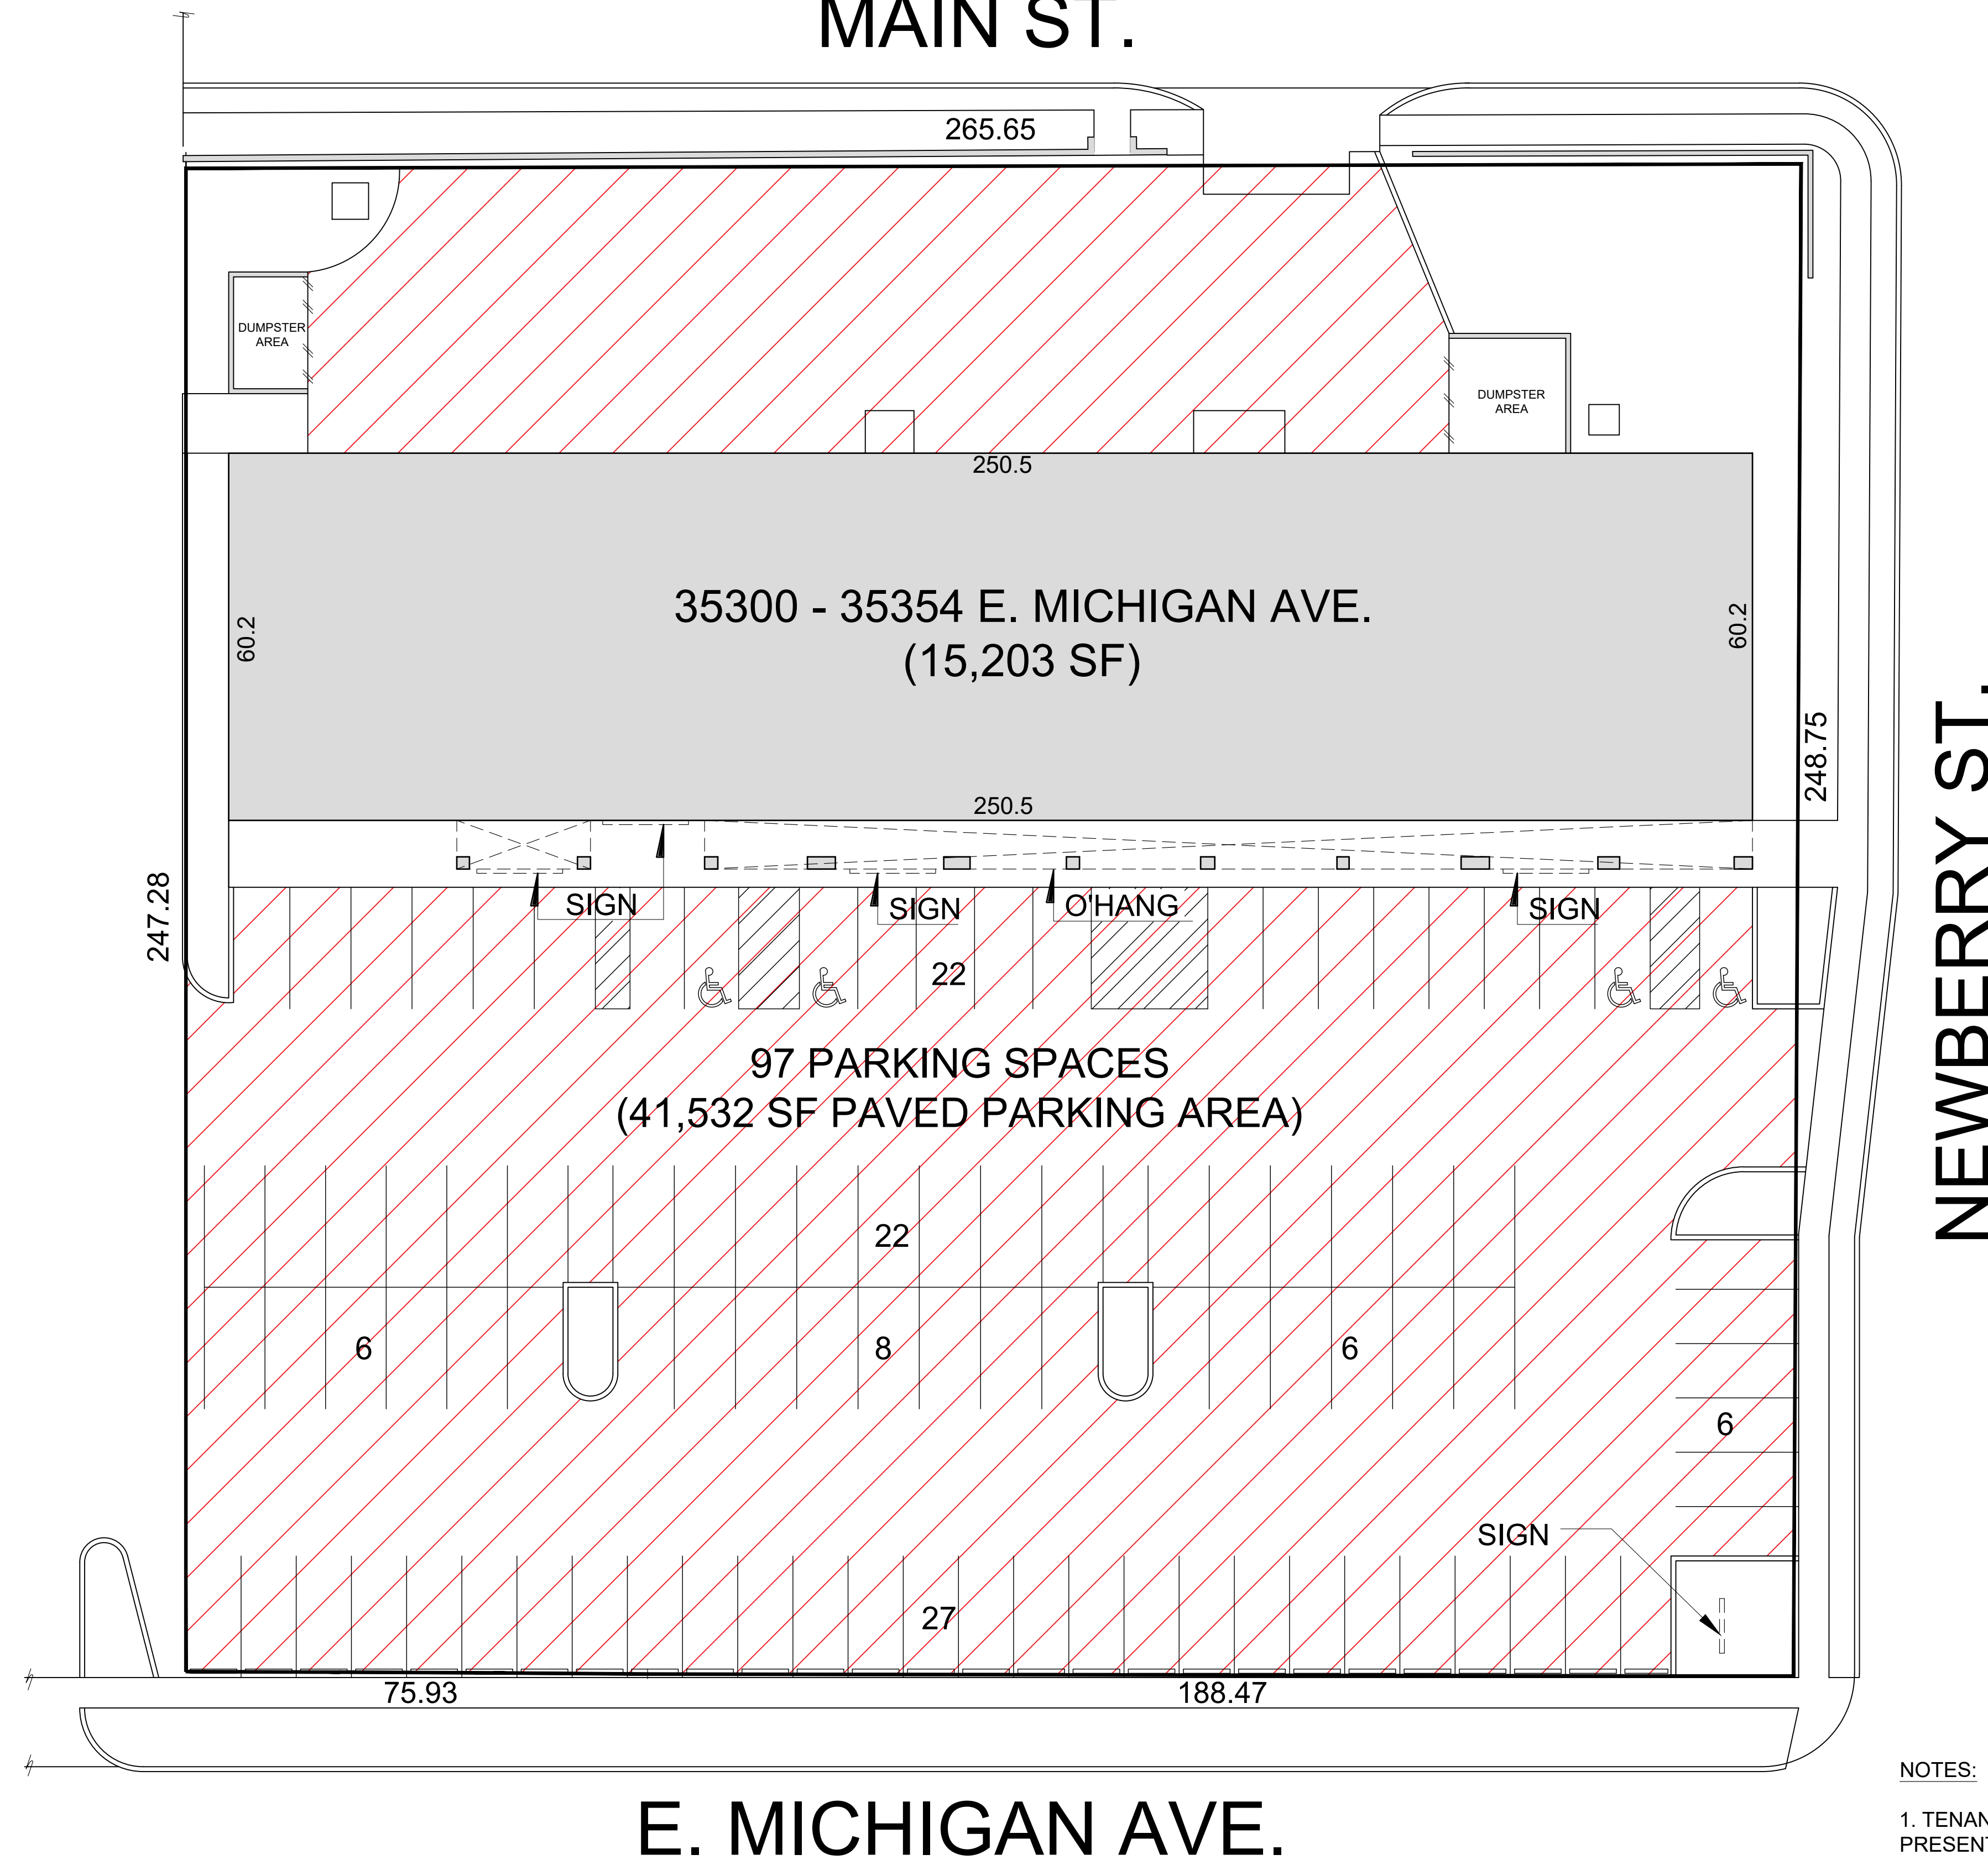 MAIN ST.
265.65
DUMPSTER
AREA
DUMPSTER
AREA
250.5
35300 - 35354 E. MICHIGAN AVE.
(15,203 SF)
60.2
60.2
248.75
NEWBERRY ST.
250.5
247.28
SIGN
SIGN
O'HANG
SIGN
22
97 PARKING SPACES
(41,532 SF PAVED PARKING AREA)
22
6
8
6
6
SIGN
27
75.93
188.47
E. MICHIGAN AVE.
NOTES:
1.